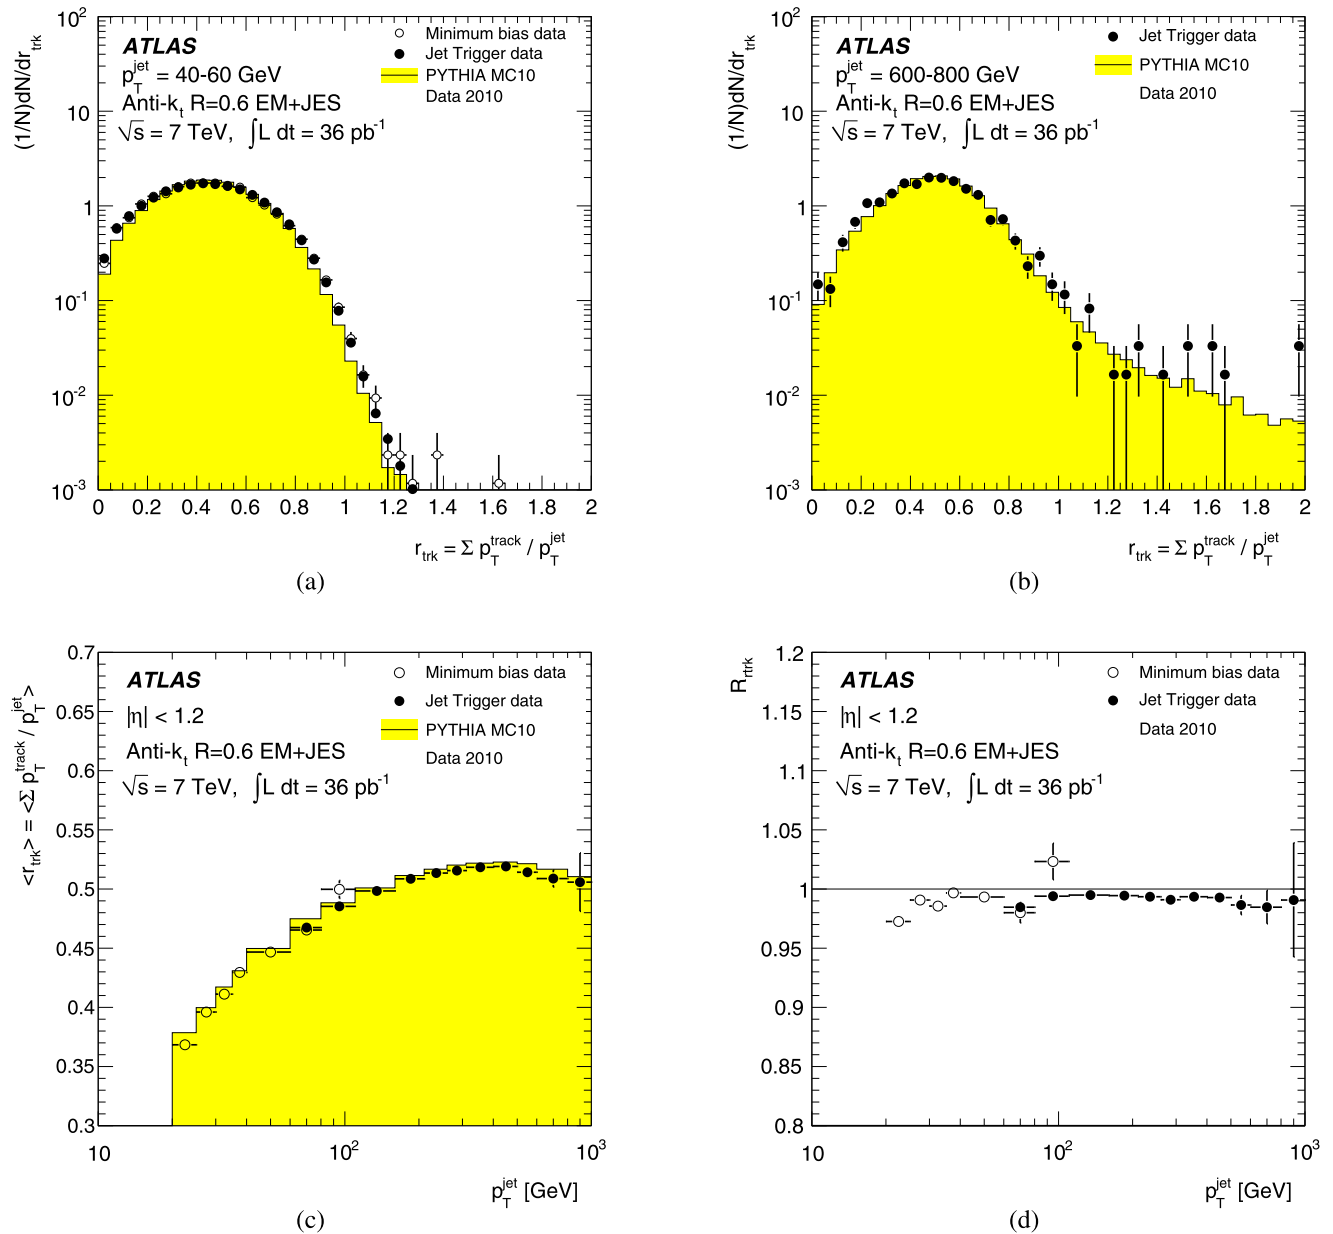 ATLAS
p_T^jet = 40-60 GeV
Anti-k_t R=0.6 EM+JES
√s = 7 TeV, ∫L dt = 36 pb^-1
Minimum bias data
Jet Trigger data
PYTHIA MC10
Data 2010
(1/N)dN/dr_trk
10^2
10
1
10^-1
10^-2
10^-3
0 0.2 0.4 0.6 0.8 1 1.2 1.4 1.6 1.8 2
r_trk = Σ p_T^track / p_T^jet
(a)
ATLAS
p_T^jet = 600-800 GeV
Anti-k_t R=0.6 EM+JES
√s = 7 TeV, ∫L dt = 36 pb^-1
Jet Trigger data
PYTHIA MC10
Data 2010
(1/N)dN/dr_trk
10^2
10
1
10^-1
10^-2
10^-3
0 0.2 0.4 0.6 0.8 1 1.2 1.4 1.6 1.8 2
r_trk = Σ p_T^track / p_T^jet
(b)
ATLAS
|η| < 1.2
Anti-k_t R=0.6 EM+JES
√s = 7 TeV, ∫L dt = 36 pb^-1
Minimum bias data
Jet Trigger data
PYTHIA MC10
Data 2010
<r_trk> = <Σ p_T^track / p_T^jet>
0.7
0.65
0.6
0.55
0.5
0.45
0.4
0.35
0.3
10 10^2 10^3
p_T^jet [GeV]
(c)
ATLAS
|η| < 1.2
Anti-k_t R=0.6 EM+JES
√s = 7 TeV, ∫L dt = 36 pb^-1
Minimum bias data
Jet Trigger data
Data 2010
R_rtrk
1.2
1.15
1.1
1.05
1
0.95
0.9
0.85
0.8
10 10^2 10^3
p_T^jet [GeV]
(d)